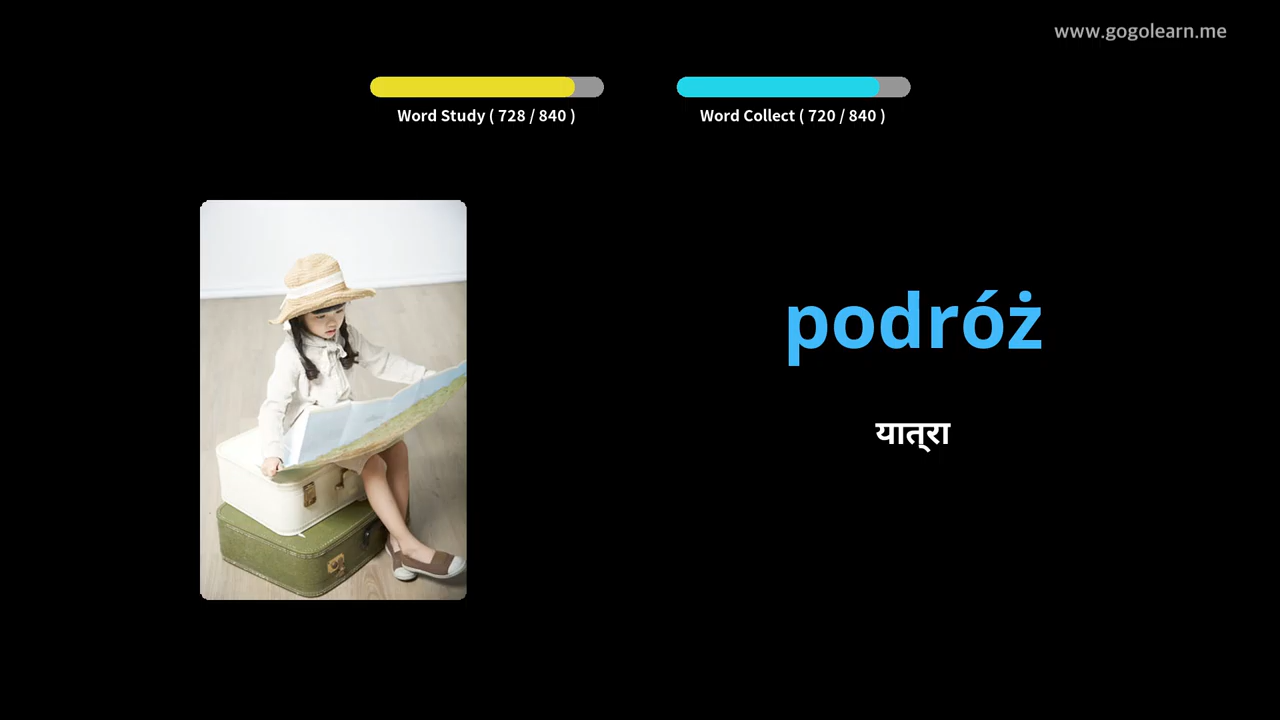 www.gogolearn.me
Word Study ( 728 / 840 )
Word Collect ( 720 / 840 )
podróż
यात्रा